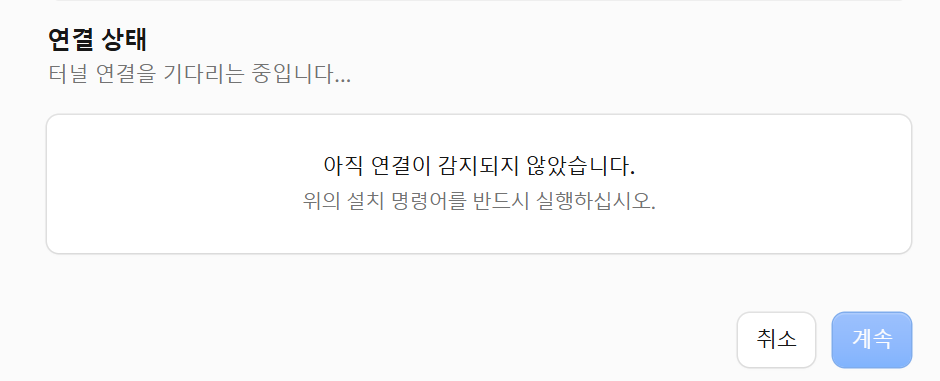 연결 상태
터널 연결을 기다리는 중입니다...
아직 연결이 감지되지 않았습니다.
위의 설치 명령어를 반드시 실행하십시오.
취소
계속